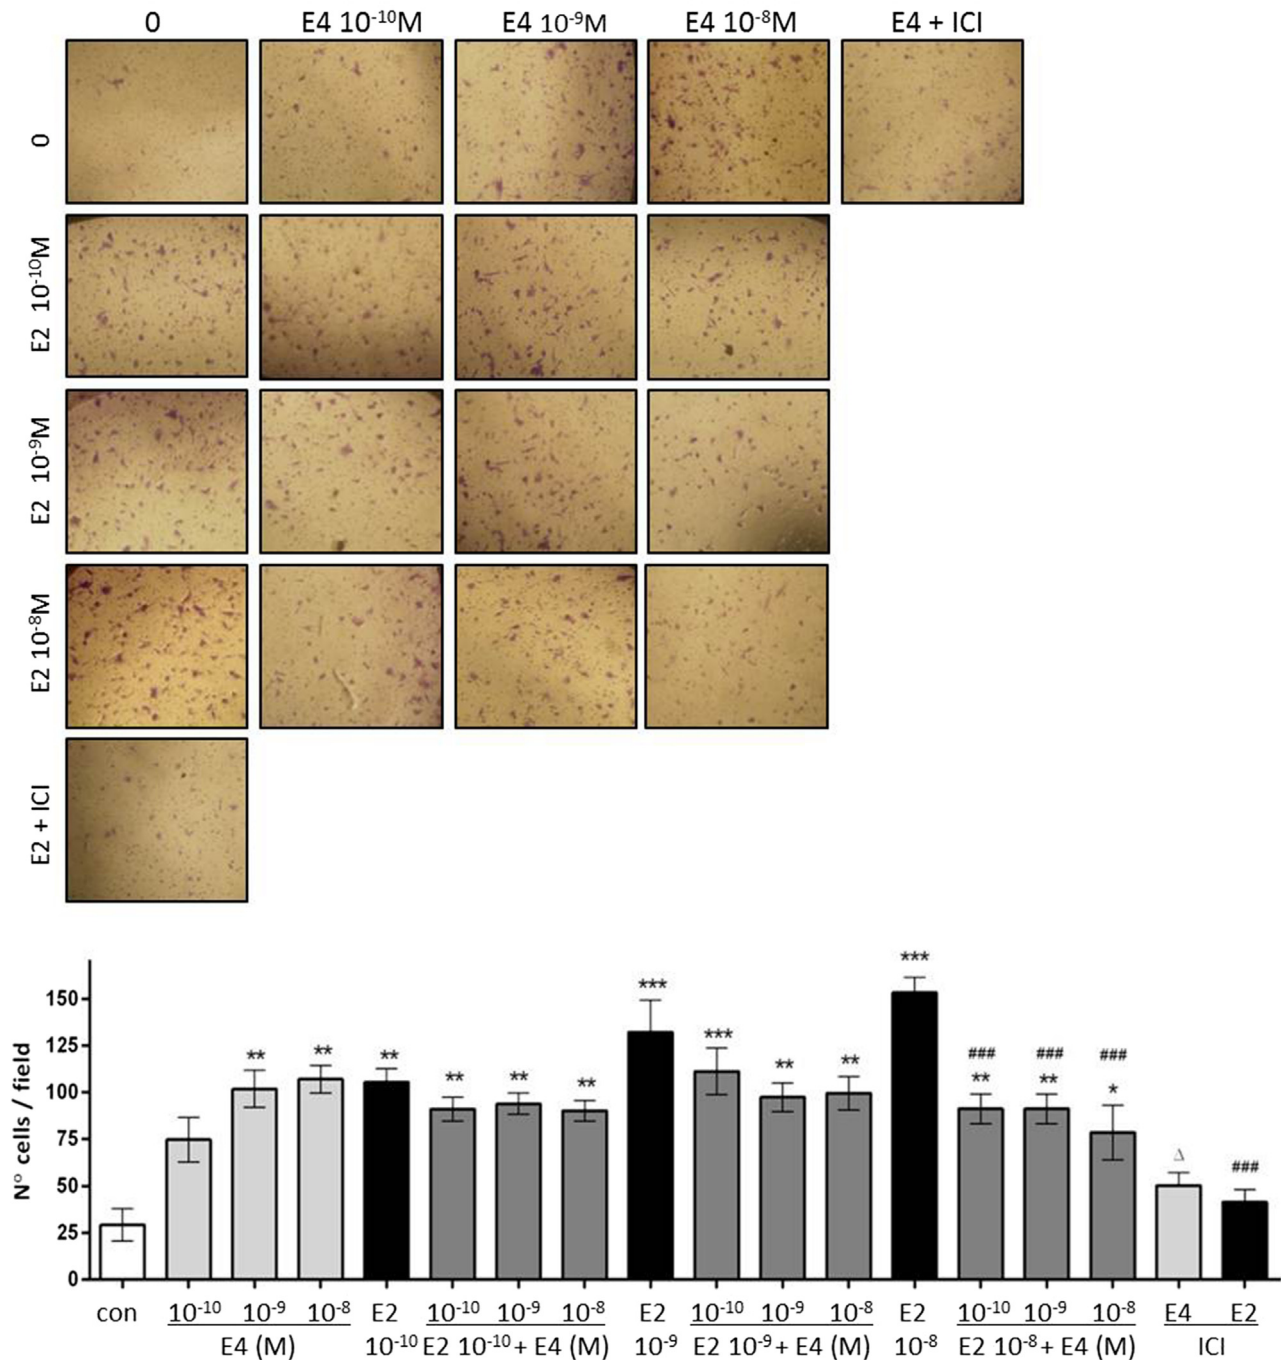 0 E4 10⁻¹⁰M E4 10⁻⁹M E4 10⁻⁸M E4 + ICI
0
E2 10⁻¹⁰M
E2 10⁻⁹M
E2 10⁻⁸M
E2 + ICI
N° cells / field
150
125
100
75
50
25
0
** ** ** ** ** ** *** *** ** ** *** ### ** ### ** ### * Δ ###
con 10⁻¹⁰ 10⁻⁹ 10⁻⁸ E2 10⁻¹⁰ 10⁻⁹ 10⁻⁸ E2 10⁻¹⁰ 10⁻⁹ 10⁻⁸ E2 10⁻¹⁰ 10⁻⁹ 10⁻⁸ E4 E2
E4 (M) 10⁻¹⁰ E2 10⁻¹⁰ + E4 (M) 10⁻⁹ E2 10⁻⁹ + E4 (M) 10⁻⁸ E2 10⁻⁸ + E4 (M) ICI